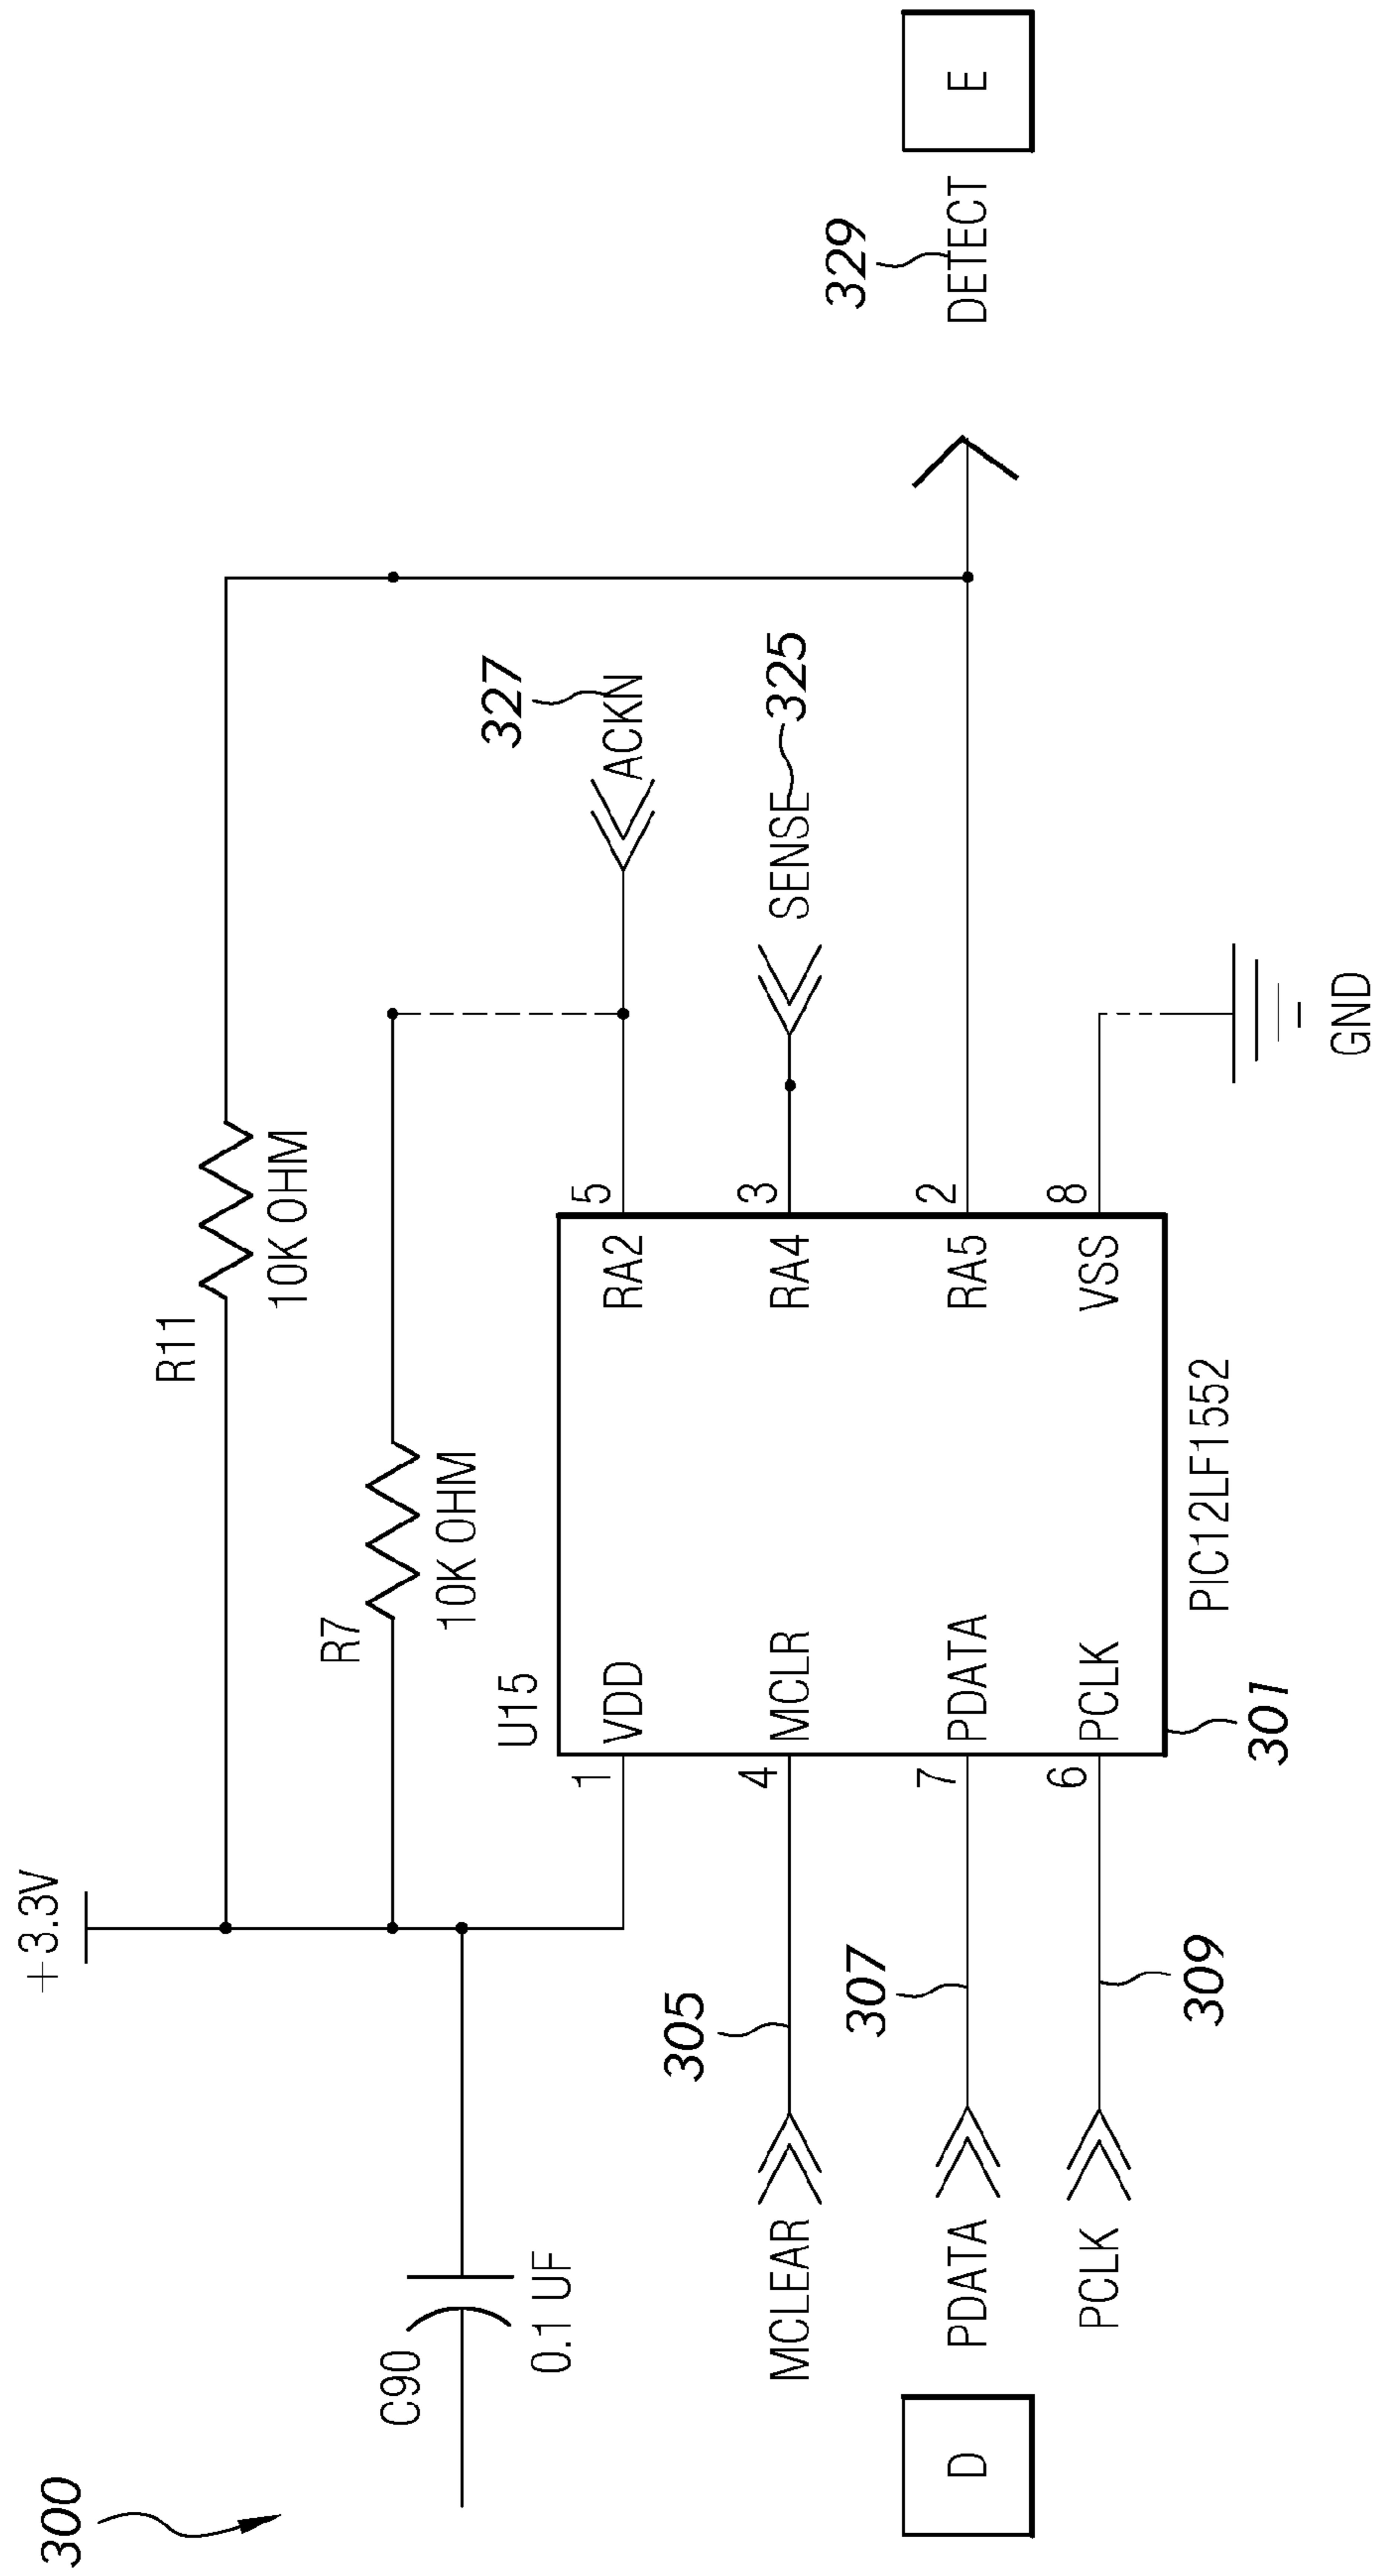 300
+3.3V
R11
10K OHM
C90
0.1 UF
R7
10K OHM
327
ACKN
U15
1
VDD
RA2
5
305
MCLEAR
4
MCLR
RA4
3
SENSE
325
307
329
D
PDATA
7
PDATA
RA5
2
DETECT
E
PCLK
309
6
PCLK
VSS
8
301
PIC12LF1552
GND